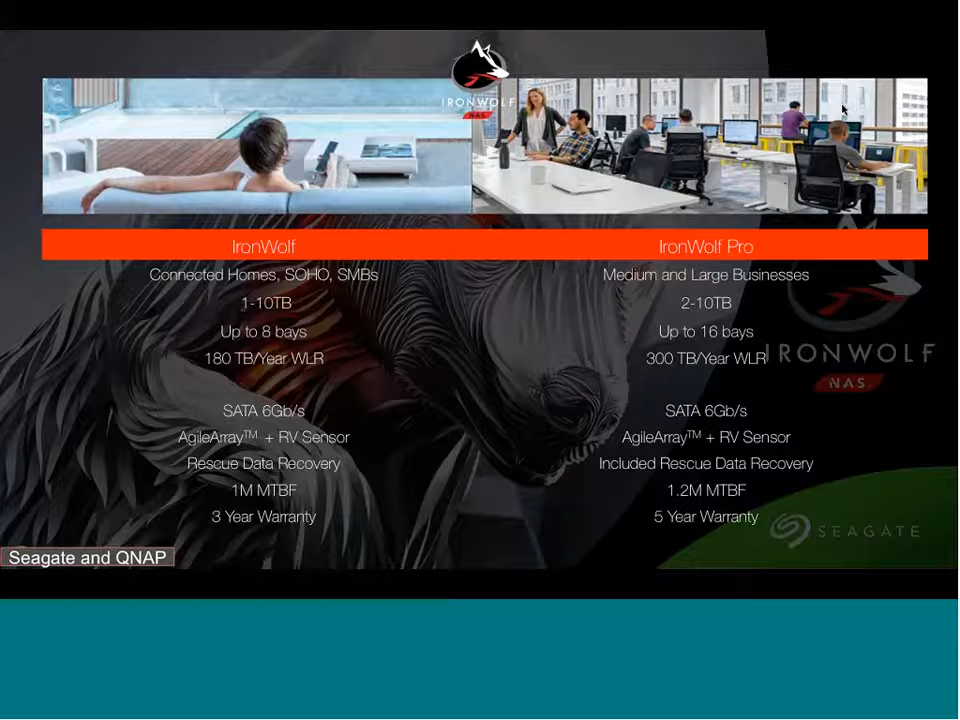 IRONWOLF
NAS
IronWolf
IronWolf Pro
Connected Homes, SOHO, SMBs
Medium and Large Businesses
1-10TB
2-10TB
Up to 8 bays
Up to 16 bays
180 TB/Year WLR
300 TB/Year WLR
IRONWOLF
NAS
SATA 6Gb/s
SATA 6Gb/s
AgileArray™ + RV Sensor
AgileArray™ + RV Sensor
Rescue Data Recovery
Included Rescue Data Recovery
1M MTBF
1.2M MTBF
3 Year Warranty
5 Year Warranty
SEAGATE
Seagate and QNAP